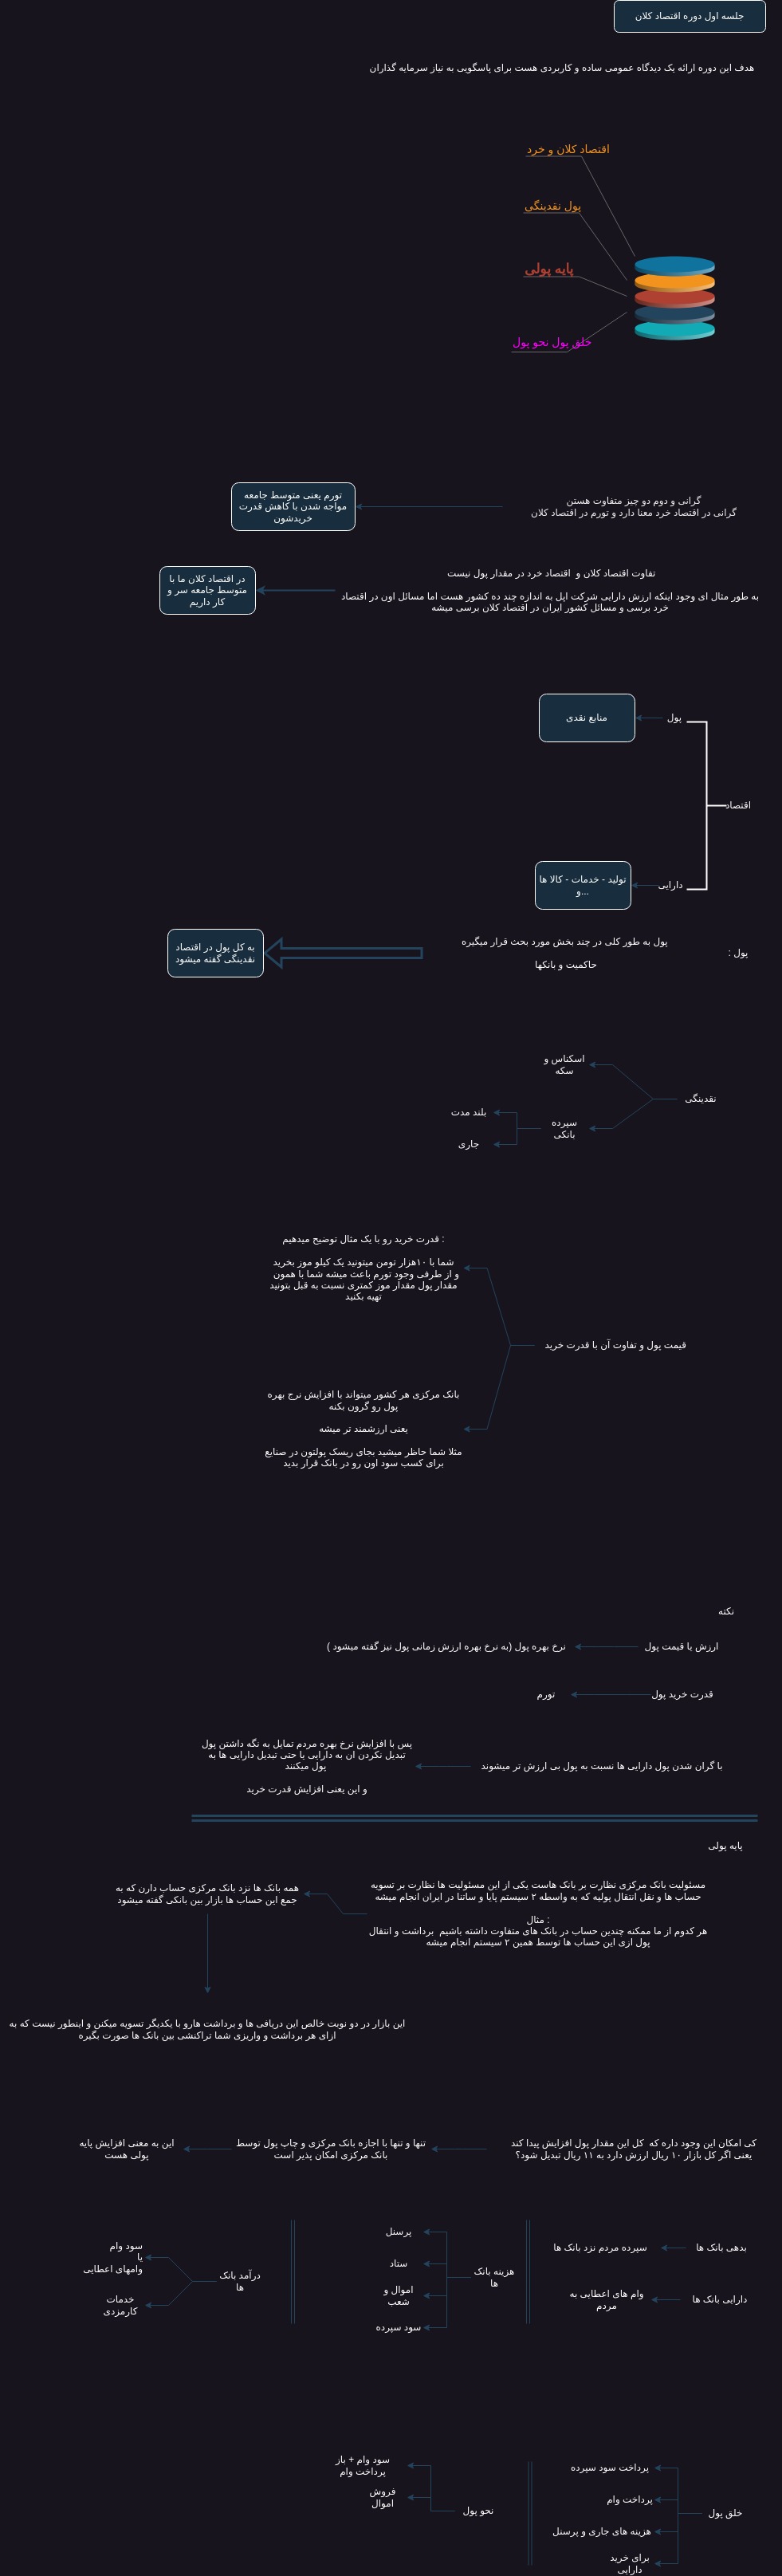 جلسه اول دوره اقتصاد کلان
هدف این دوره ارائه یک دیدگاه عمومی ساده و کاربردی هست برای پاسگویی به نیاز سرمایه گذاران
اقتصاد کلان و خرد
پول نقدینگی
پایه پولی
خلق پول نحو پول
گرانی و دوم دو چیز متفاوت هستن
گرانی در اقتصاد خرد معنا دارد و تورم در اقتصاد کلان
تورم یعنی متوسط جامعه
مواجه شدن با کاهش قدرت
خریدشون
تفاوت اقتصاد کلان و اقتصاد خرد در مقدار پول نیست
به طور مثال ای وجود اینکه ارزش دارایی شرکت اپل به اندازه چند ده کشور هست اما مسائل اون در اقتصاد
خرد برسی و مسائل کشور ایران در اقتصاد کلان برسی میشه
در اقتصاد کلان ما با
متوسط جامعه سر و
کار داریم
اقتصاد
پول
منابع نقدی
دارایی
تولید - خدمات - کالا ها
و...
پول :
پول به طور کلی در چند بخش مورد بحث قرار میگیره
حاکمیت و بانکها
به کل پول در اقتصاد
نقدینگی گفته میشود
نقدینگی
اسکناس و
سکه
سپرده
بانکی
بلند مدت
جاری
قیمت پول و تفاوت آن با قدرت خرید
قدرت خرید رو با یک مثال توضیح میدهیم :
شما با ۱۰هزار تومن میتونید یک کیلو موز بخرید
و از طرفی وجود تورم باعث میشه شما با همون
مقدار پول مقدار موز کمتری نسبت به قبل بتونید
تهیه بکنید
بانک مرکزی هر کشور میتواند با افزایش نرخ بهره
پول رو گرون بکنه
یعنی ارزشمند تر میشه
مثلا شما حاظر میشید بجای ریسک پولتون در صنایع
برای کسب سود اون رو در بانک قرار بدید
نکته
ارزش یا قیمت پول
نرخ بهره پول (به نرخ بهره ارزش زمانی پول نیز گفته میشود )
قدرت خرید پول
تورم
با گران شدن پول دارایی ها نسبت به پول بی ارزش تر میشوند
پس با افزایش نرخ بهره مردم تمایل به نگه داشتن پول
تبدیل نکردن ان به دارایی یا حتی تبدیل دارایی ها به
پول میکنند
و این یعنی افزایش قدرت خرید
پایه پولی
مسئولیت بانک مرکزی نظارت بر بانک هاست یکی از این مسئولیت ها نظارت بر تسویه
حساب ها و نقل انتقال پولیه که به واسطه ۲ سیستم پایا و ساتنا در ایران انجام میشه
مثال :
هر کدوم از ما ممکنه چندین حساب در بانک های متفاوت داشته باشیم برداشت و انتقال
پول ازی این حساب ها توسط همین ۲ سیستم انجام میشه
همه بانک ها نزد بانک مرکزی حساب دارن که به
جمع این حساب ها بازار بین بانکی گفته میشود
این بازار در دو نوبت خالص این دریافی ها و برداشت هارو با یکدیگر تسویه میکنن و اینطور نیست که به
ازای هر برداشت و واریزی شما تراکنشی بین بانک ها صورت بگیره
کی امکان این وجود داره که کل این مقدار پول افزایش پیدا کند
یعنی اگر کل بازار ۱۰ ریال ارزش دارد به ۱۱ ریال تبدیل شود؟
تنها و تنها با اجازه بانک مرکزی و چاپ پول توسط
بانک مرکزی امکان پذیر است
این به معنی افزایش پایه
پولی هست
بدهی بانک ها
سپرده مردم نزد بانک ها
دارایی بانک ها
وام های اعطایی به
مردم
هزینه بانک
ها
پرسنل
ستاد
اموال و
شعب
سود سپرده
درآمد بانک
ها
سود وام
یا
وامهای اعطایی
خدمات
کارمزدی
خلق پول
پرداخت سود سپرده
پرداخت وام
هزینه های جاری و پرسنل
برای خرید
دارایی
نحو پول
سود وام + باز
پرداخت وام
فروش
اموال